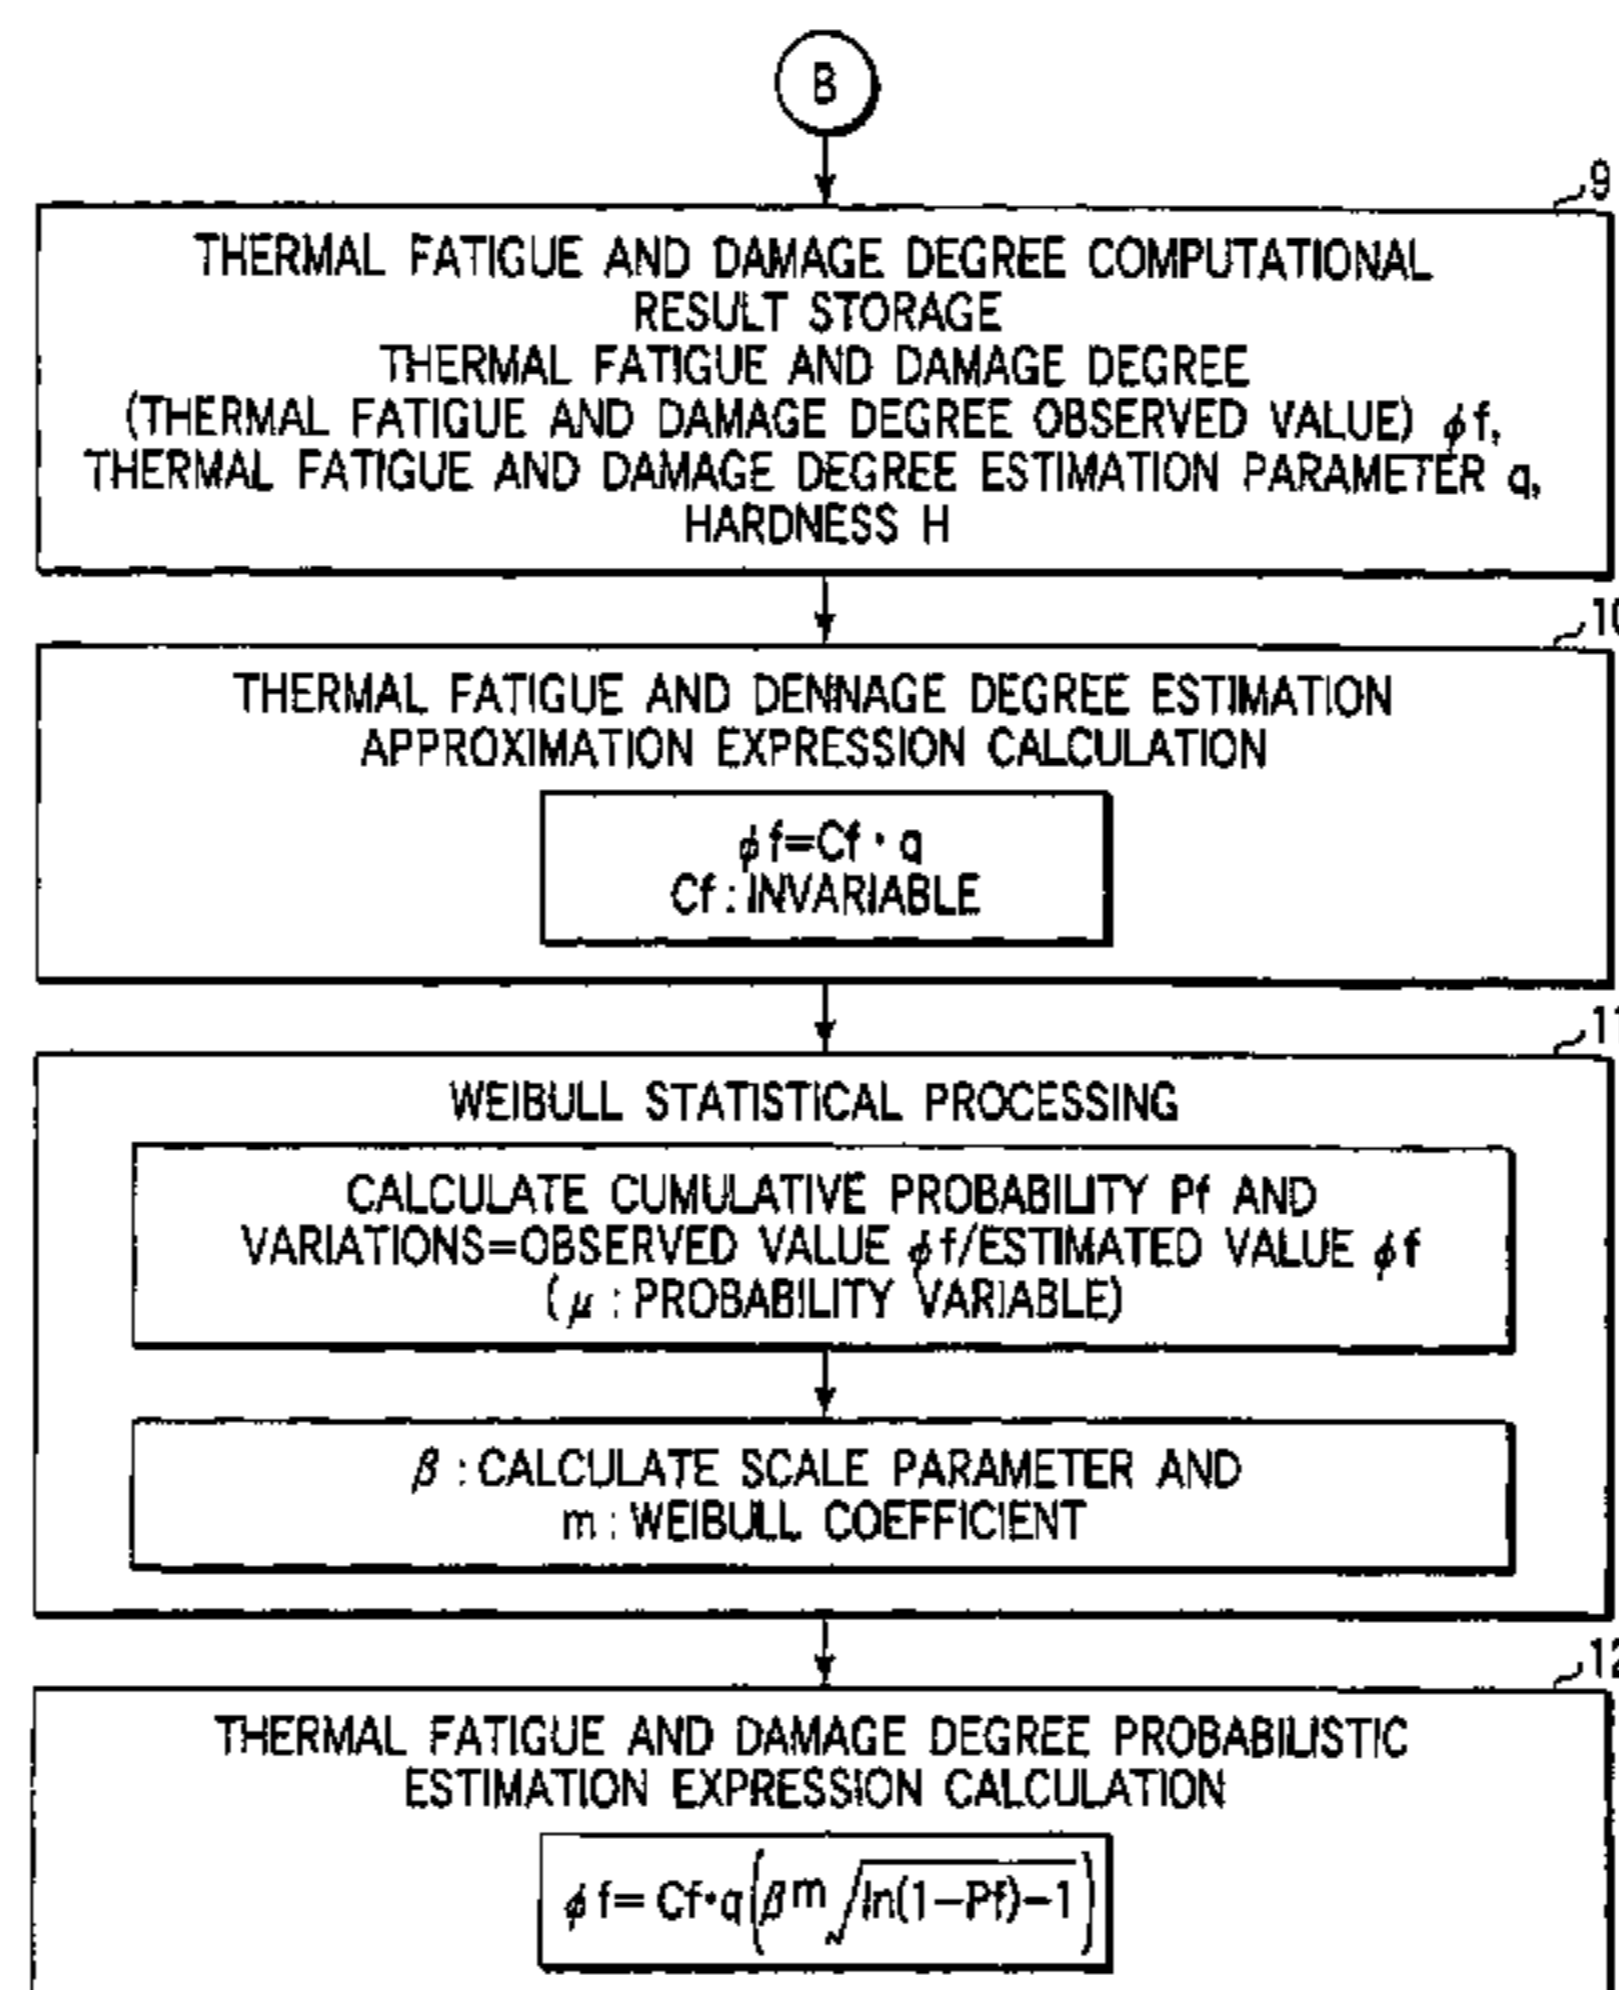 B
9
THERMAL FATIGUE AND DAMAGE DEGREE COMPUTATIONAL
RESULT STORAGE
THERMAL FATIGUE AND DAMAGE DEGREE
(THERMAL FATIGUE AND DAMAGE DEGREE OBSERVED VALUE) ϕf,
THERMAL FATIGUE AND DAMAGE DEGREE ESTIMATION PARAMETER q,
HARDNESS H
10
THERMAL FATIGUE AND DENNAGE DEGREE ESTIMATION
APPROXIMATION EXPRESSION CALCULATION
ϕf=Cf・q
Cf:INVARIABLE
11
WEIBULL STATISTICAL PROCESSING
CALCULATE CUMULATIVE PROBABILITY Pf AND
VARIATIONS=OBSERVED VALUE ϕf/ESTIMATED VALUE ϕf
(μ:PROBABILITY VARIABLE)
β:CALCULATE SCALE PARAMETER AND
m:WEIBULL COEFFICIENT
12
THERMAL FATIGUE AND DAMAGE DEGREE PROBABILISTIC
ESTIMATION EXPRESSION CALCULATION
ϕf=Cf・q(β m√ln(1-Pf)-1)